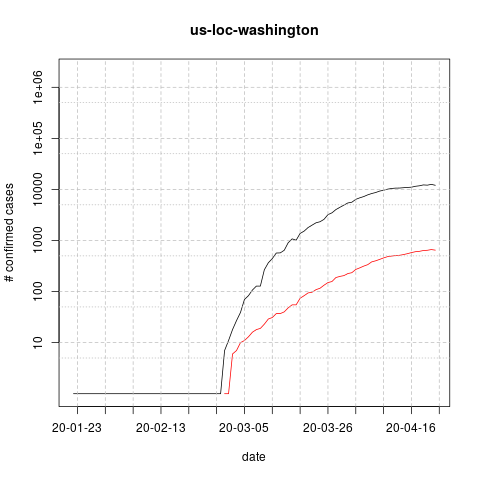 us-loc-washington
# confirmed cases
1e+06
1e+05
10000
1000
100
10
20-01-23
20-02-13
20-03-05
20-03-26
20-04-16
date